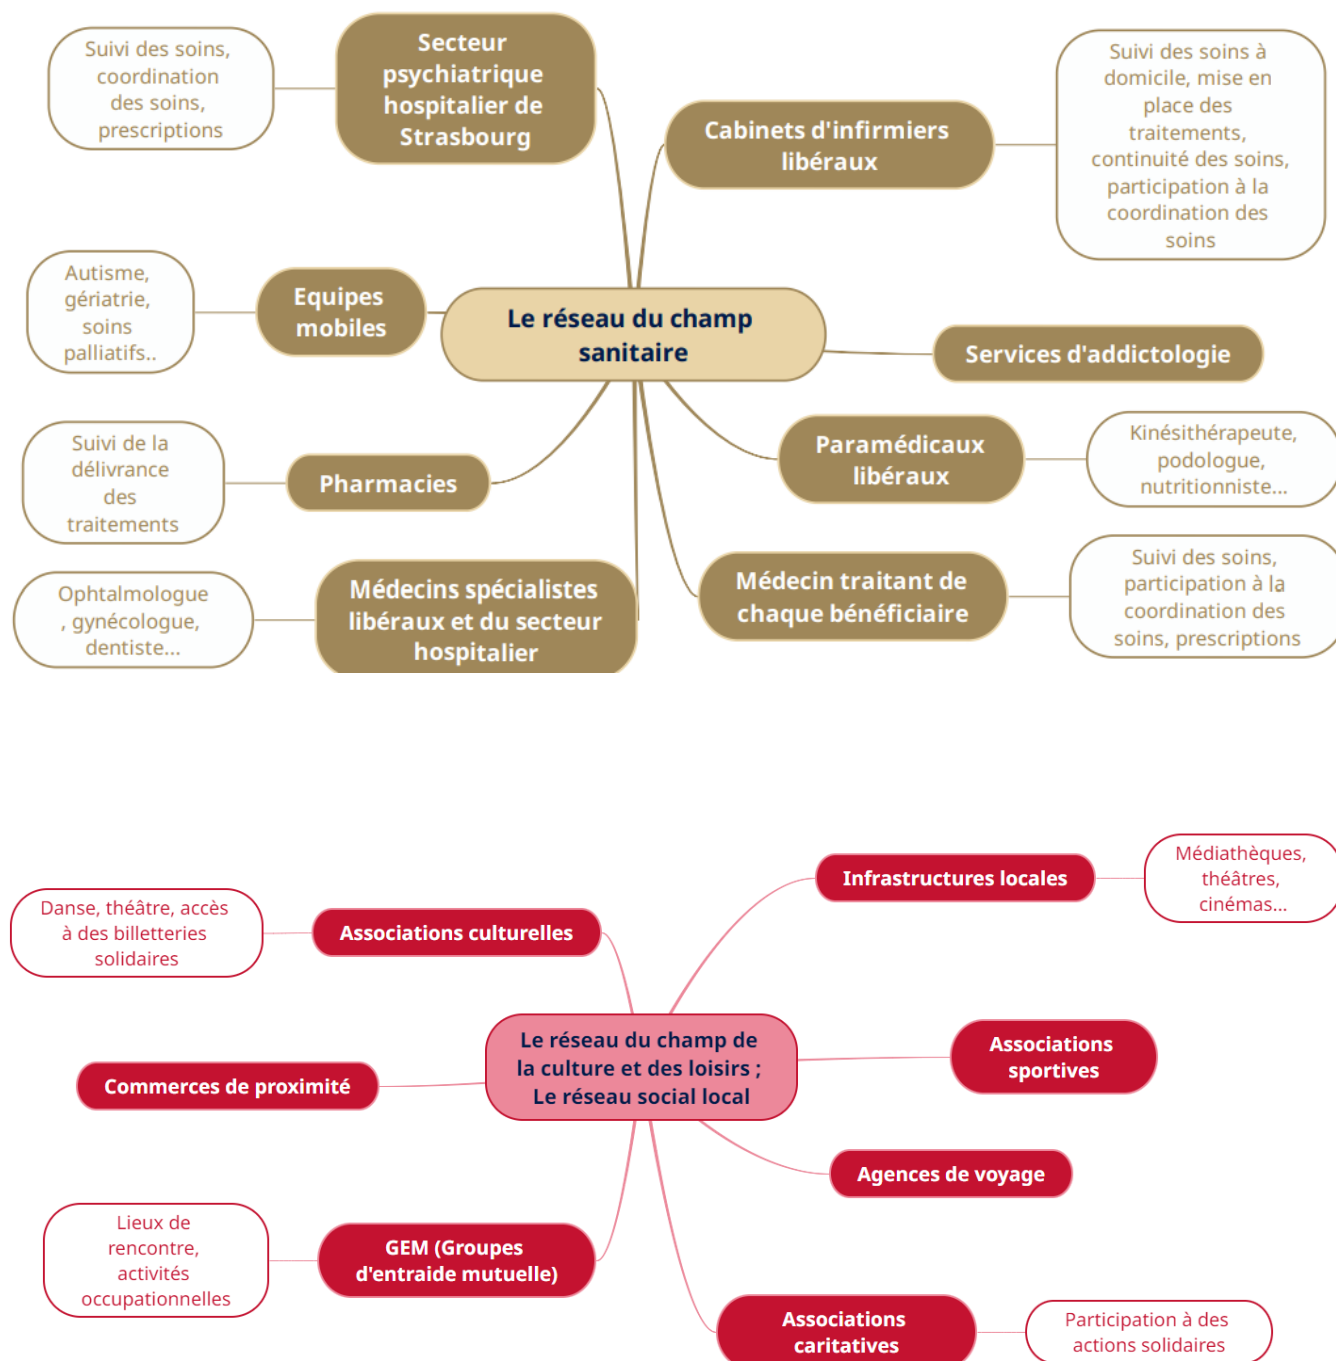 Le réseau du champ
sanitaire
Secteur
psychiatrique
hospitalier de
Strasbourg
Suivi des soins,
coordination
des soins,
prescriptions
Cabinets d'infirmiers
libéraux
Suivi des soins à
domicile, mise en
place des
traitements,
continuité des soins,
participation à la
coordination des
soins
Equipes
mobiles
Autisme,
gériatrie,
soins
palliatifs..
Services d'addictologie
Pharmacies
Suivi de la
délivrance
des
traitements
Paramédicaux
libéraux
Kinésithérapeute,
podologue,
nutritionniste...
Médecins spécialistes
libéraux et du secteur
hospitalier
Ophtalmologue
, gynécologue,
dentiste...
Médecin traitant de
chaque bénéficiaire
Suivi des soins,
participation à la
coordination des
soins, prescriptions
Le réseau du champ de
la culture et des loisirs ;
Le réseau social local
Associations culturelles
Danse, théâtre, accès
à des billetteries
solidaires
Infrastructures locales
Médiathèques,
théâtres,
cinémas...
Commerces de proximité
Associations
sportives
Agences de voyage
GEM (Groupes
d'entraide mutuelle)
Lieux de
rencontre,
activités
occupationnelles
Associations
caritatives
Participation à des
actions solidaires